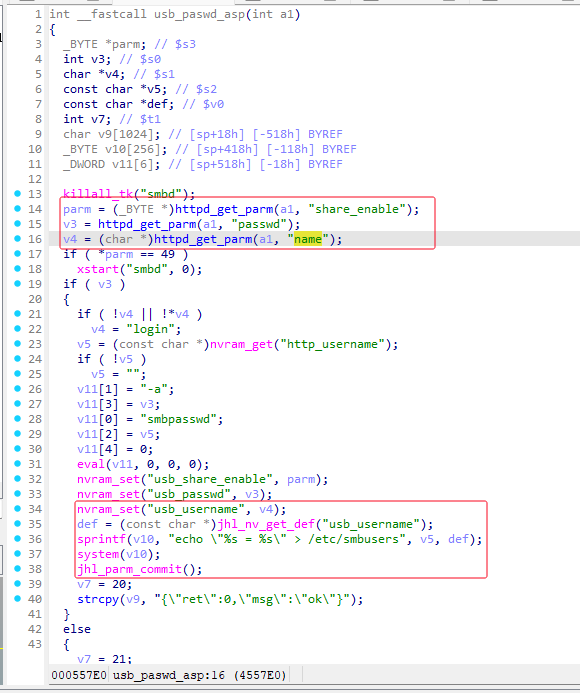 1 int __fastcall usb_paswd_asp(int a1)
2 {
3 _BYTE *parm; // $s3
4 int v3; // $s0
5 char *v4; // $s1
6 const char *v5; // $s2
7 const char *def; // $v0
8 int v7; // $t1
9 char v9[1024]; // [sp+18h] [-518h] BYREF
10 _BYTE v10[256]; // [sp+418h] [-118h] BYREF
11 _DWORD v11[6]; // [sp+518h] [-18h] BYREF
12
13 killall_tk("smbd");
14 parm = (_BYTE *)httpd_get_parm(a1, "share_enable");
15 v3 = httpd_get_parm(a1, "passwd");
16 v4 = (char *)httpd_get_parm(a1, "name");
17 if ( *parm == 49 )
18 xstart("smbd", 0);
19 if ( v3 )
20 {
21 if ( !v4 || !*v4 )
22 v4 = "login";
23 v5 = (const char *)nvram_get("http_username");
24 if ( !v5 )
25 v5 = "";
26 v11[1] = "-a";
27 v11[3] = v3;
28 v11[0] = "smbpasswd";
29 v11[2] = v5;
30 v11[4] = 0;
31 eval(v11, 0, 0, 0);
32 nvram_set("usb_share_enable", parm);
33 nvram_set("usb_passwd", v3);
34 nvram_set("usb_username", v4);
35 def = (const char *)jhl_nv_get_def("usb_username");
36 sprintf(v10, "echo \"%s = %s\" > /etc/smbusers", v5, def);
37 system(v10);
38 jhl_parm_commit();
39 v7 = 20;
40 strcpy(v9, "{\"ret\":0,\"msg\":\"ok\"}");
41 }
42 else
43 {
v7 = 21;
000557E0 usb_paswd_asp:16 (4557E0)